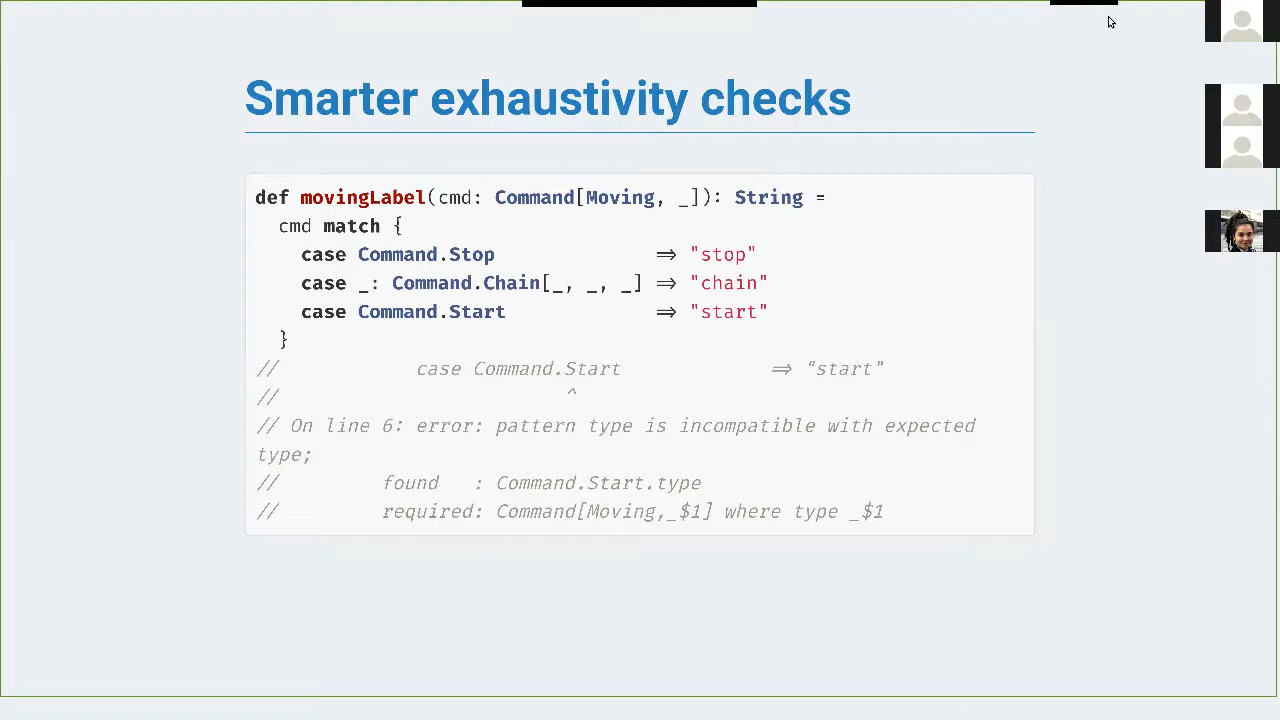 Smarter exhaustivity checks
def movingLabel(cmd: Command[Moving, _]): String =
cmd match {
case Command.Stop ⇒ "stop"
case _: Command.Chain[_, _, _] ⇒ "chain"
case Command.Start ⇒ "start"
}
// case Command.Start ⇒ "start"
// ^
// On line 6: error: pattern type is incompatible with expected
type;
// found : Command.Start.type
// required: Command[Moving,_$1] where type _$1